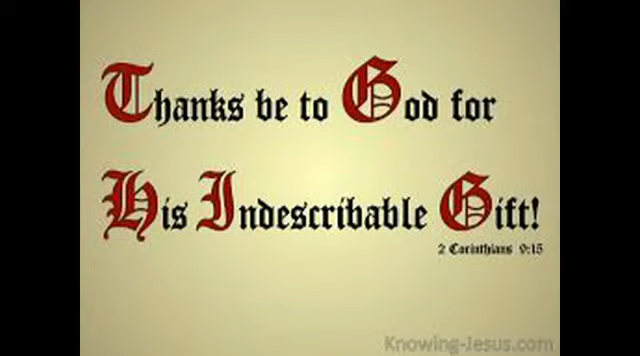 Thanks be to God for
His Indescribable Gift!
2 Corinthians 9:15
Knowing-Jesus.com